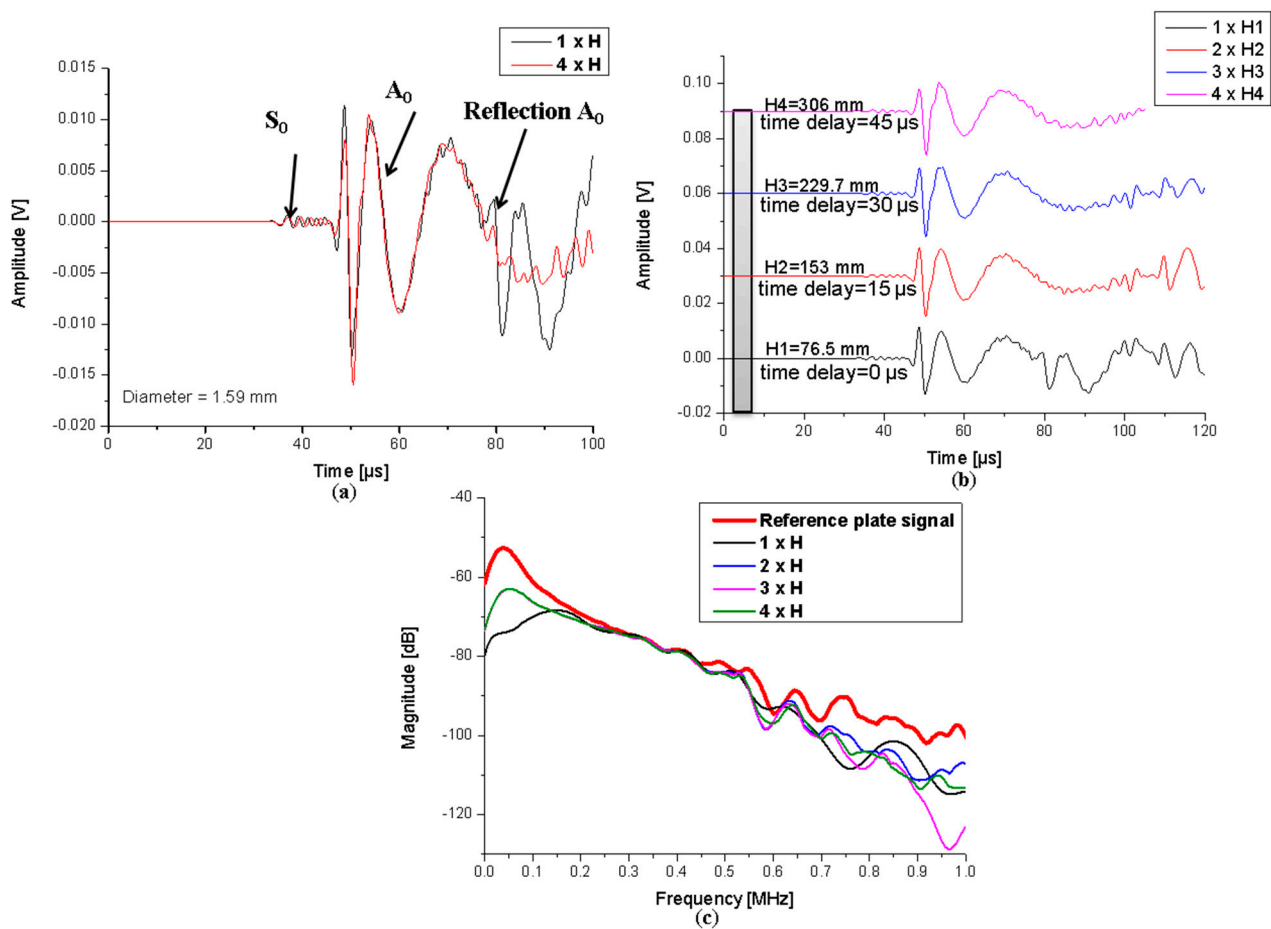 (a)
1 x H
4 x H
0.015
0.010
0.005
0.000
-0.005
-0.010
-0.015
-0.020
Amplitude [V]
S0
A0
Reflection A0
Diameter = 1.59 mm
0 20 40 60 80 100
Time [µs]
(a)
(b)
1 x H1
2 x H2
3 x H3
4 x H4
0.10
0.08
0.06
0.04
0.02
0.00
-0.02
Amplitude [V]
H4=306 mm
time delay=45 µs
H3=229.7 mm
time delay=30 µs
H2=153 mm
time delay=15 µs
H1=76.5 mm
time delay=0 µs
0 20 40 60 80 100 120
Time [µs]
(b)
Reference plate signal
1 x H
2 x H
3 x H
4 x H
-40
-60
-80
-100
-120
Magnitude [dB]
0.0 0.1 0.2 0.3 0.4 0.5 0.6 0.7 0.8 0.9 1.0
Frequency [MHz]
(c)